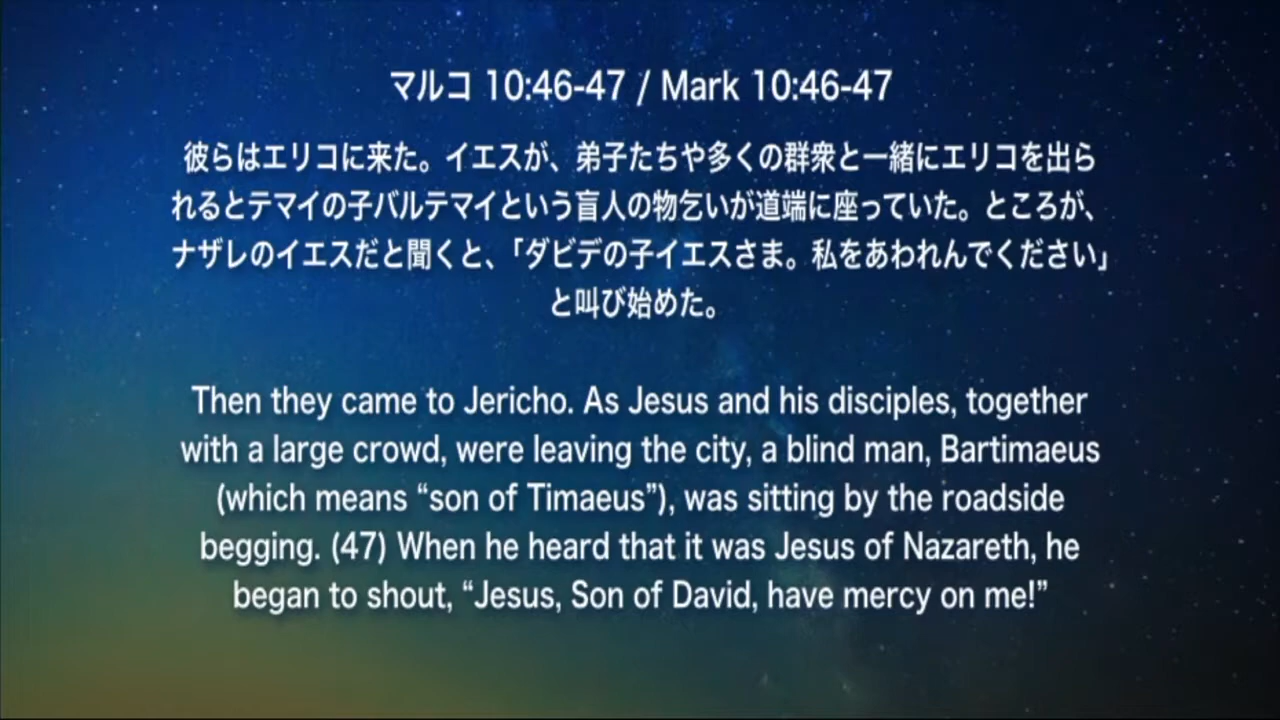 マルコ 10:46-47 / Mark 10:46-47
彼らはエリコに来た。イエスが、弟子たちや多くの群衆と一緒にエリコを出ら
れるとテマイの子バルテマイという盲人の物乞いが道端に座っていた。ところが、
ナザレのイエスだと聞くと、「ダビデの子イエスさま。私をあわれんでください」
と叫び始めた。
Then they came to Jericho. As Jesus and his disciples, together
with a large crowd, were leaving the city, a blind man, Bartimaeus
(which means “son of Timaeus”), was sitting by the roadside
begging. (47) When he heard that it was Jesus of Nazareth, he
began to shout, “Jesus, Son of David, have mercy on me!”